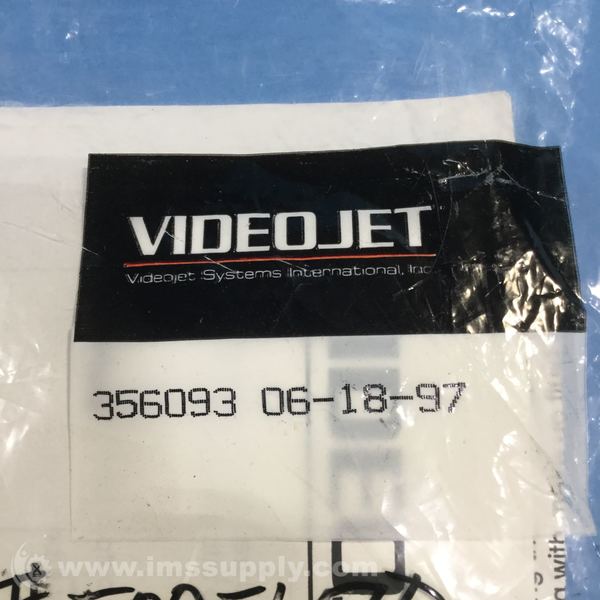 VIDEOJET
Videojet Systems International, Inc.
356093 06-18-97
www.imssupply.com